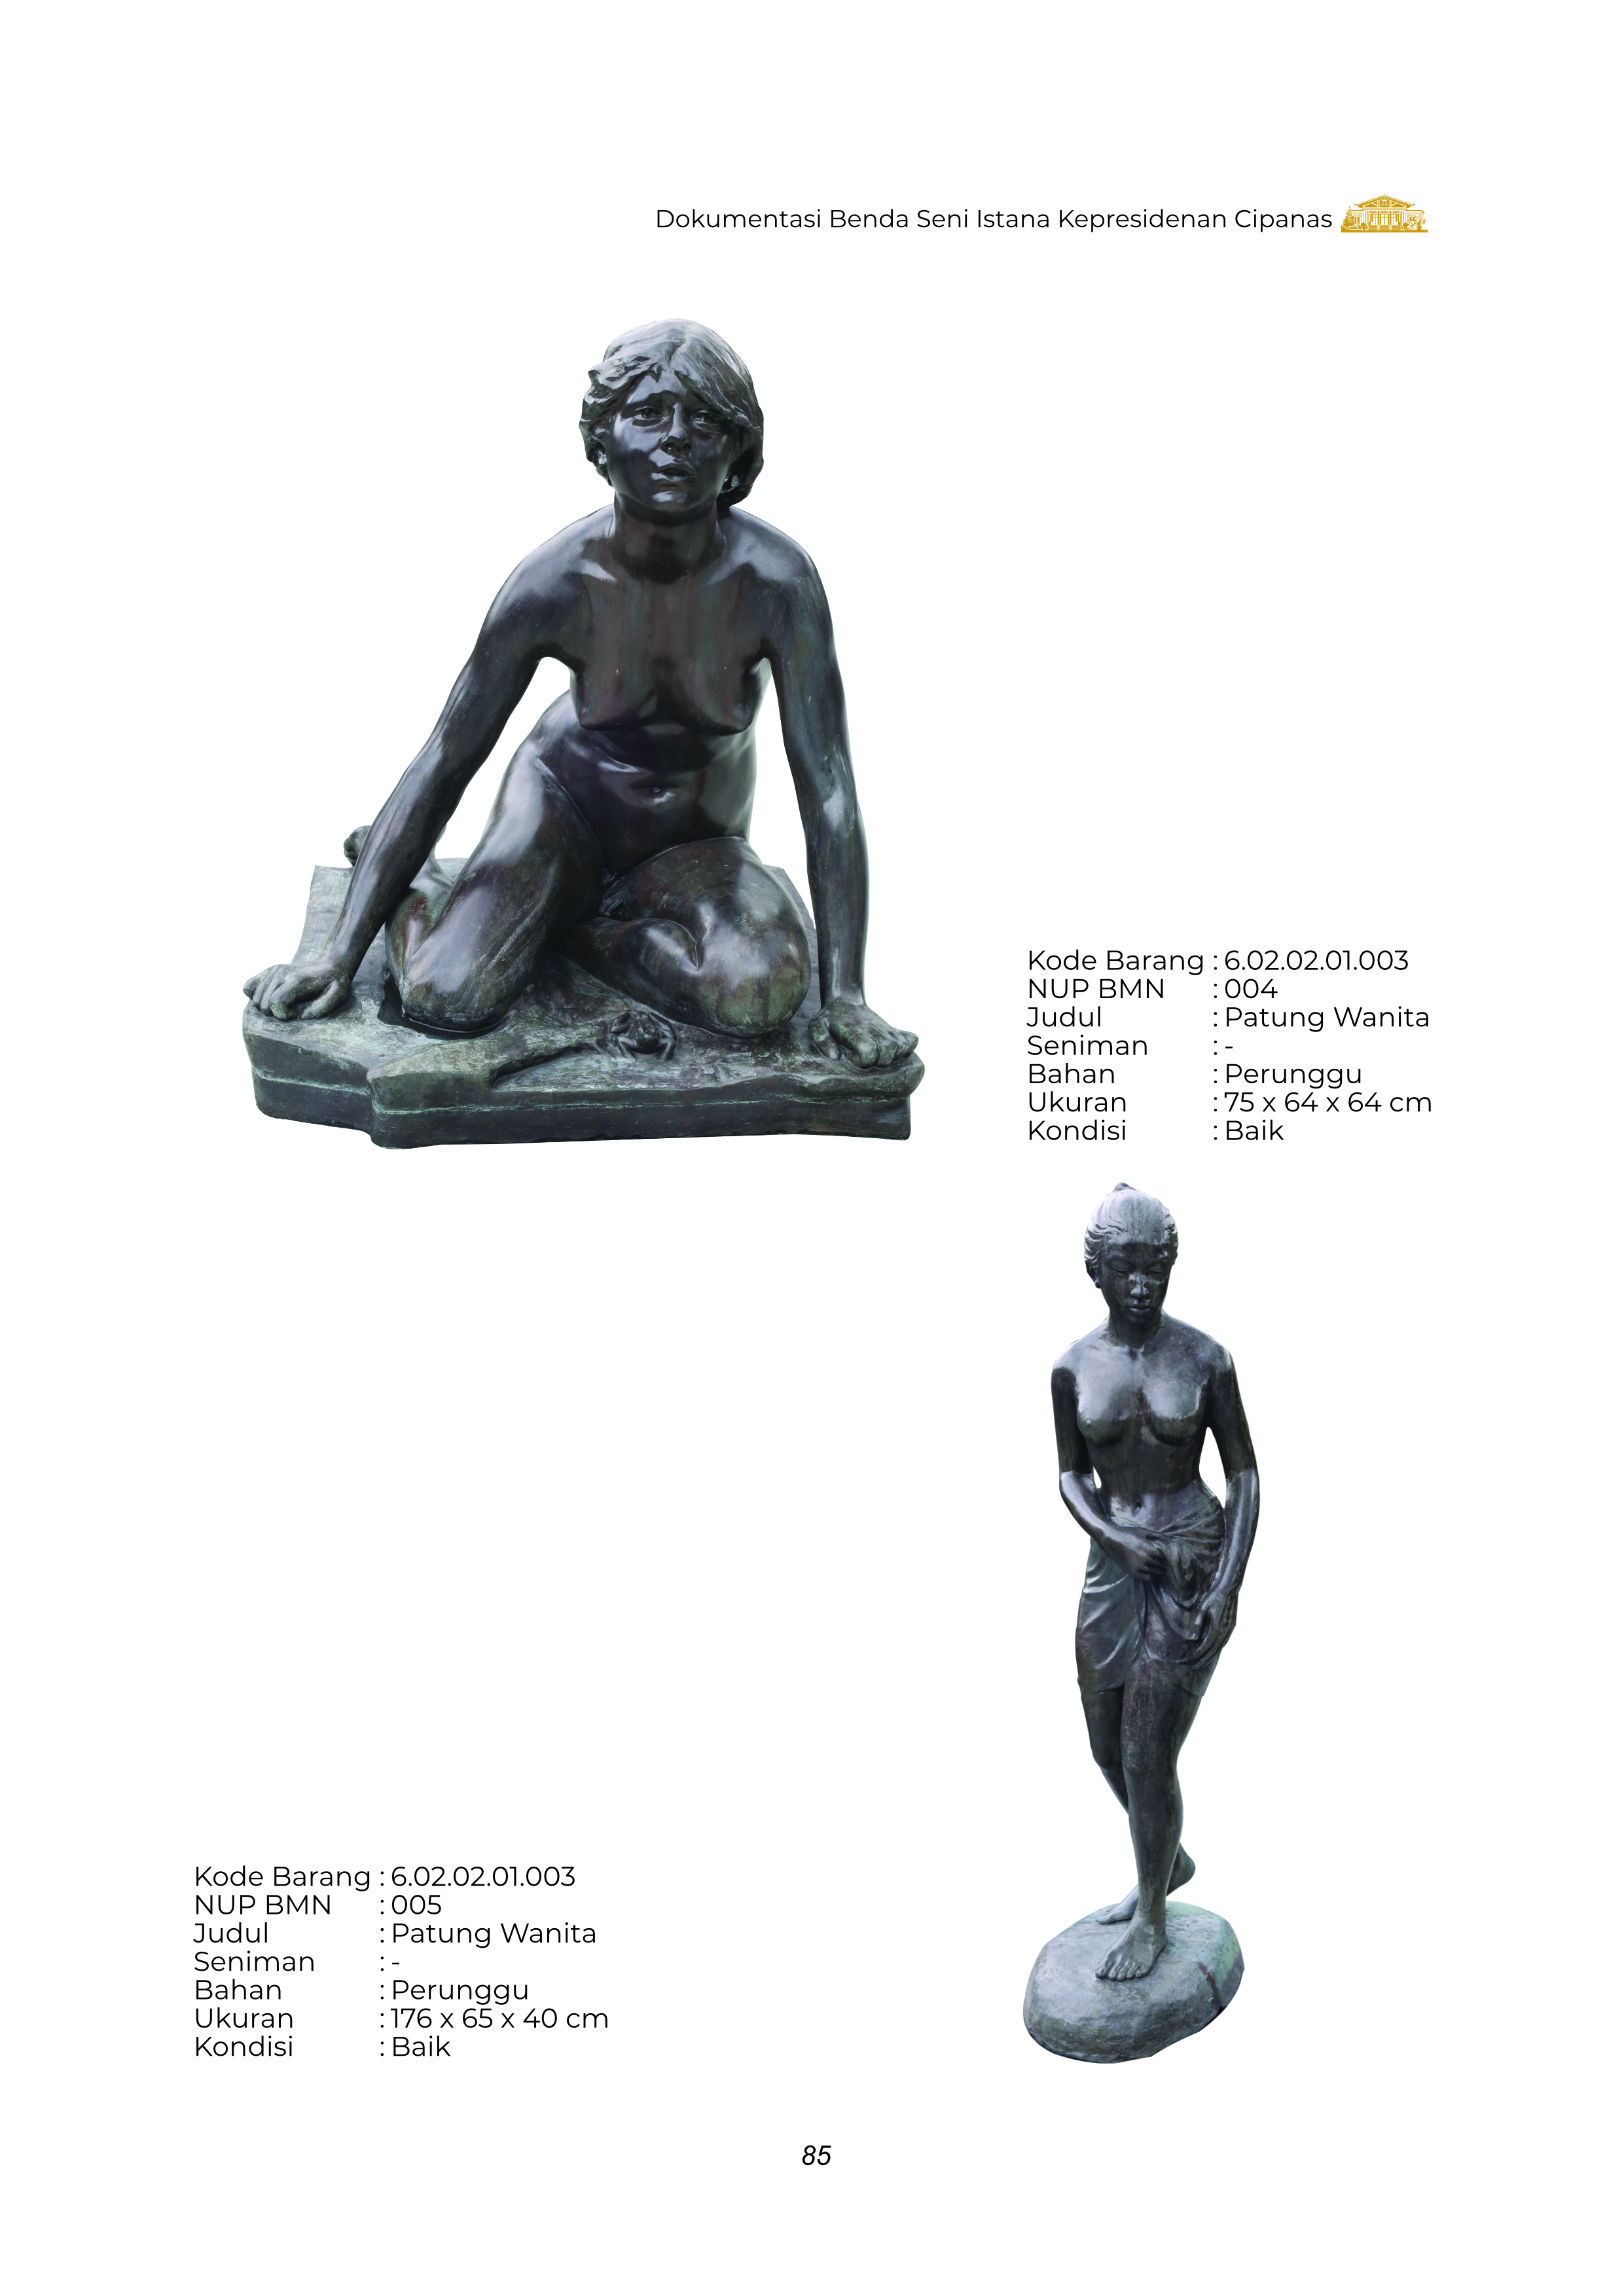 Dokumentasi Benda Seni Istana Kepresidenan Cipanas
Kode Barang : 6.02.02.01.003
NUP BMN : 004
Judul : Patung Wanita
Seniman : -
Bahan : Perunggu
Ukuran : 75 x 64 x 64 cm
Kondisi : Baik
Kode Barang : 6.02.02.01.003
NUP BMN : 005
Judul : Patung Wanita
Seniman : -
Bahan : Perunggu
Ukuran : 176 x 65 x 40 cm
Kondisi : Baik
85